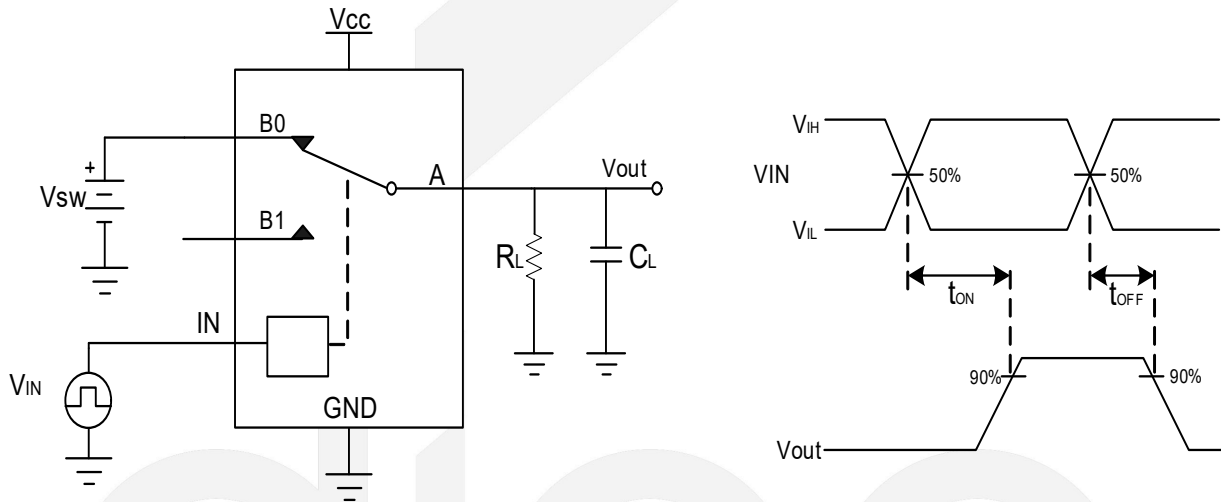 Vcc
B0
+
Vsw
A
Vout
B1
RL
CL
IN
VIN
GND
VIH
VIN
50%
50%
VIL
tON
tOFF
90%
90%
Vout